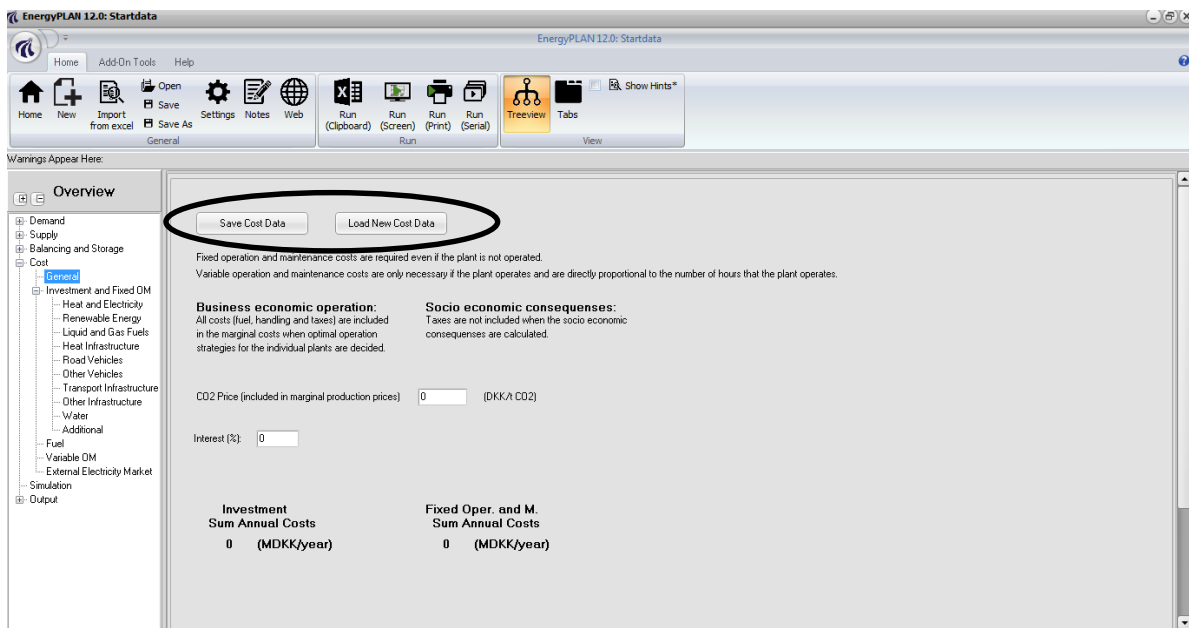 EnergyPLAN 12.0: Startdata
EnergyPLAN 12.0: Startdata
Home Add-On Tools Help
Home
New
Import
from excel
Open
Save
Save As
Settings
Notes
Web
General
Run
(Clipboard)
Run
(Screen)
Run
(Print)
Run
(Serial)
Run
Treeview
Tabs
Show Hints*
View
Warnings Appear Here:
Overview
Demand
Supply
Balancing and Storage
Cost
General
Investment and Fixed OM
Heat and Electricity
Renewable Energy
Liquid and Gas Fuels
Heat Infrastructure
Road Vehicles
Other Vehicles
Transport Infrastructure
Other Infrastructure
Water
Additional
Fuel
Variable OM
External Electricity Market
Simulation
Output
Save Cost Data
Load New Cost Data
Fixed operation and maintenance costs are required even if the plant is not operated.
Variable operation and maintenance costs are only necessary if the plant operates and are directly proportional to the number of hours that the plant operates.
Business economic operation:
All costs (fuel, handling and taxes) are included
in the marginal costs when optimal operation
strategies for the individual plants are decided.
Socio economic consequenses:
Taxes are not included when the socio economic
consequenses are calculated.
CO2 Price (included in marginal production prices) 0 (DKK/t CO2)
Interest (%): 0
Investment
Sum Annual Costs
0 (MDKK/year)
Fixed Oper. and M.
Sum Annual Costs
0 (MDKK/year)